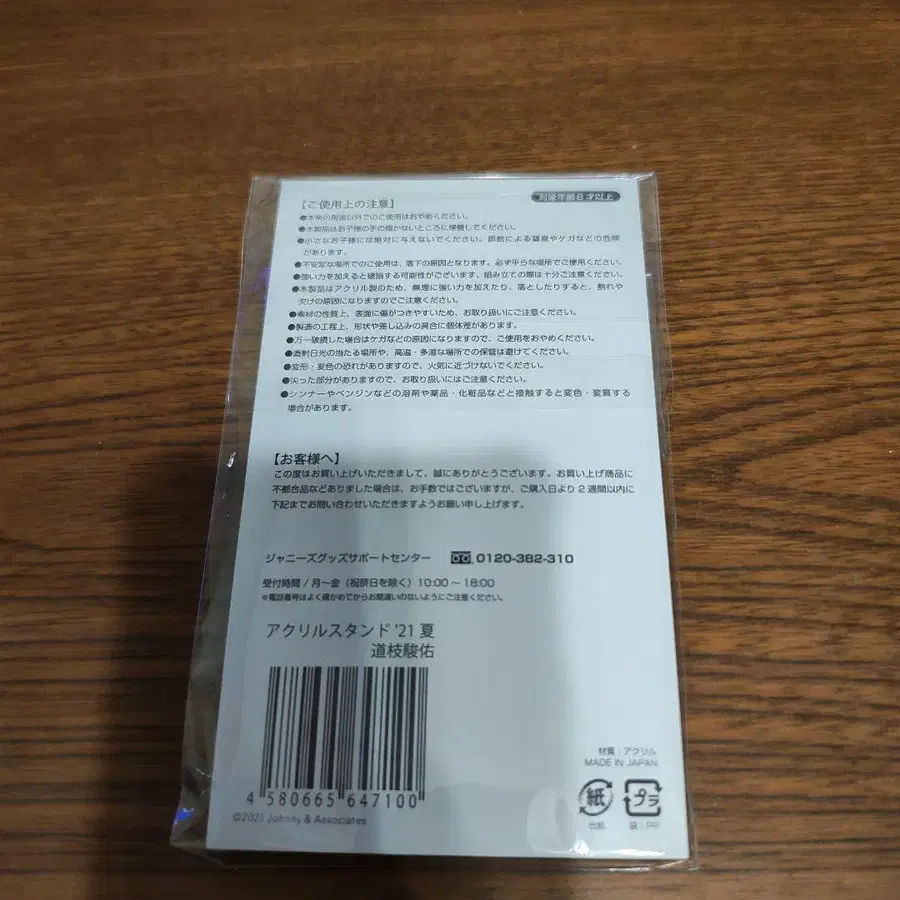 【ご使用上の注意】
対象年齢8才以上
●本来の用途以外でのご使用はおやめください。
●本製品はお子様の手の届かないところに保管してください。
●小さなお子様には絶対に与えないでください。誤飲による窒息やケガなどの危険
があります。
●不安定な場所でのご使用は、落下の原因となります。必ず平らな場所でご使用ください。
●強い力を加えると破損する可能性がございます。組み立ての際は十分ご注意ください。
●本製品はアクリル製のため、無理に強い力を加えたり、落としたりすると、割れや
欠けの原因になりますのでご注意ください。
●素材の性質上、表面に傷がつきやすいため、お取り扱いにご注意ください。
●製造の工程上、形状や差し込みの具合に個体差があります。
●万一破損した場合はケガなどの原因になりますので、ご使用をおやめください。
●直射日光の当たる場所や、高温・多湿な場所での保管は避けてください。
●変形・変色の恐れがありますので、火気に近づけないでください。
●尖った部分がありますので、お取り扱いにはご注意ください。
●シンナーやベンジンなどの溶剤や薬品・化粧品などと接触すると変色・変質する
場合があります。
【お客様へ】
この度はお買い上げいただきまして、誠にありがとうございます。お買い上げ商品に
不都合品などありました場合は、お手数ではございますが、ご購入日より2週間以内に
下記までお問い合わせいただきますようお願い申し上げます。
ジャニーズグッズサポートセンター 0120-382-310
受付時間/月～金(祝祭日を除く)10:00～18:00
※電話番号はよく確かめてからお間違いのないようにご注意ください。
アクリルスタンド '21 夏
道枝駿佑
材質:アクリル
MADE IN JAPAN
4 580665 647100
紙
プラ
台紙
袋:PP
©2021 Johnny & Associates